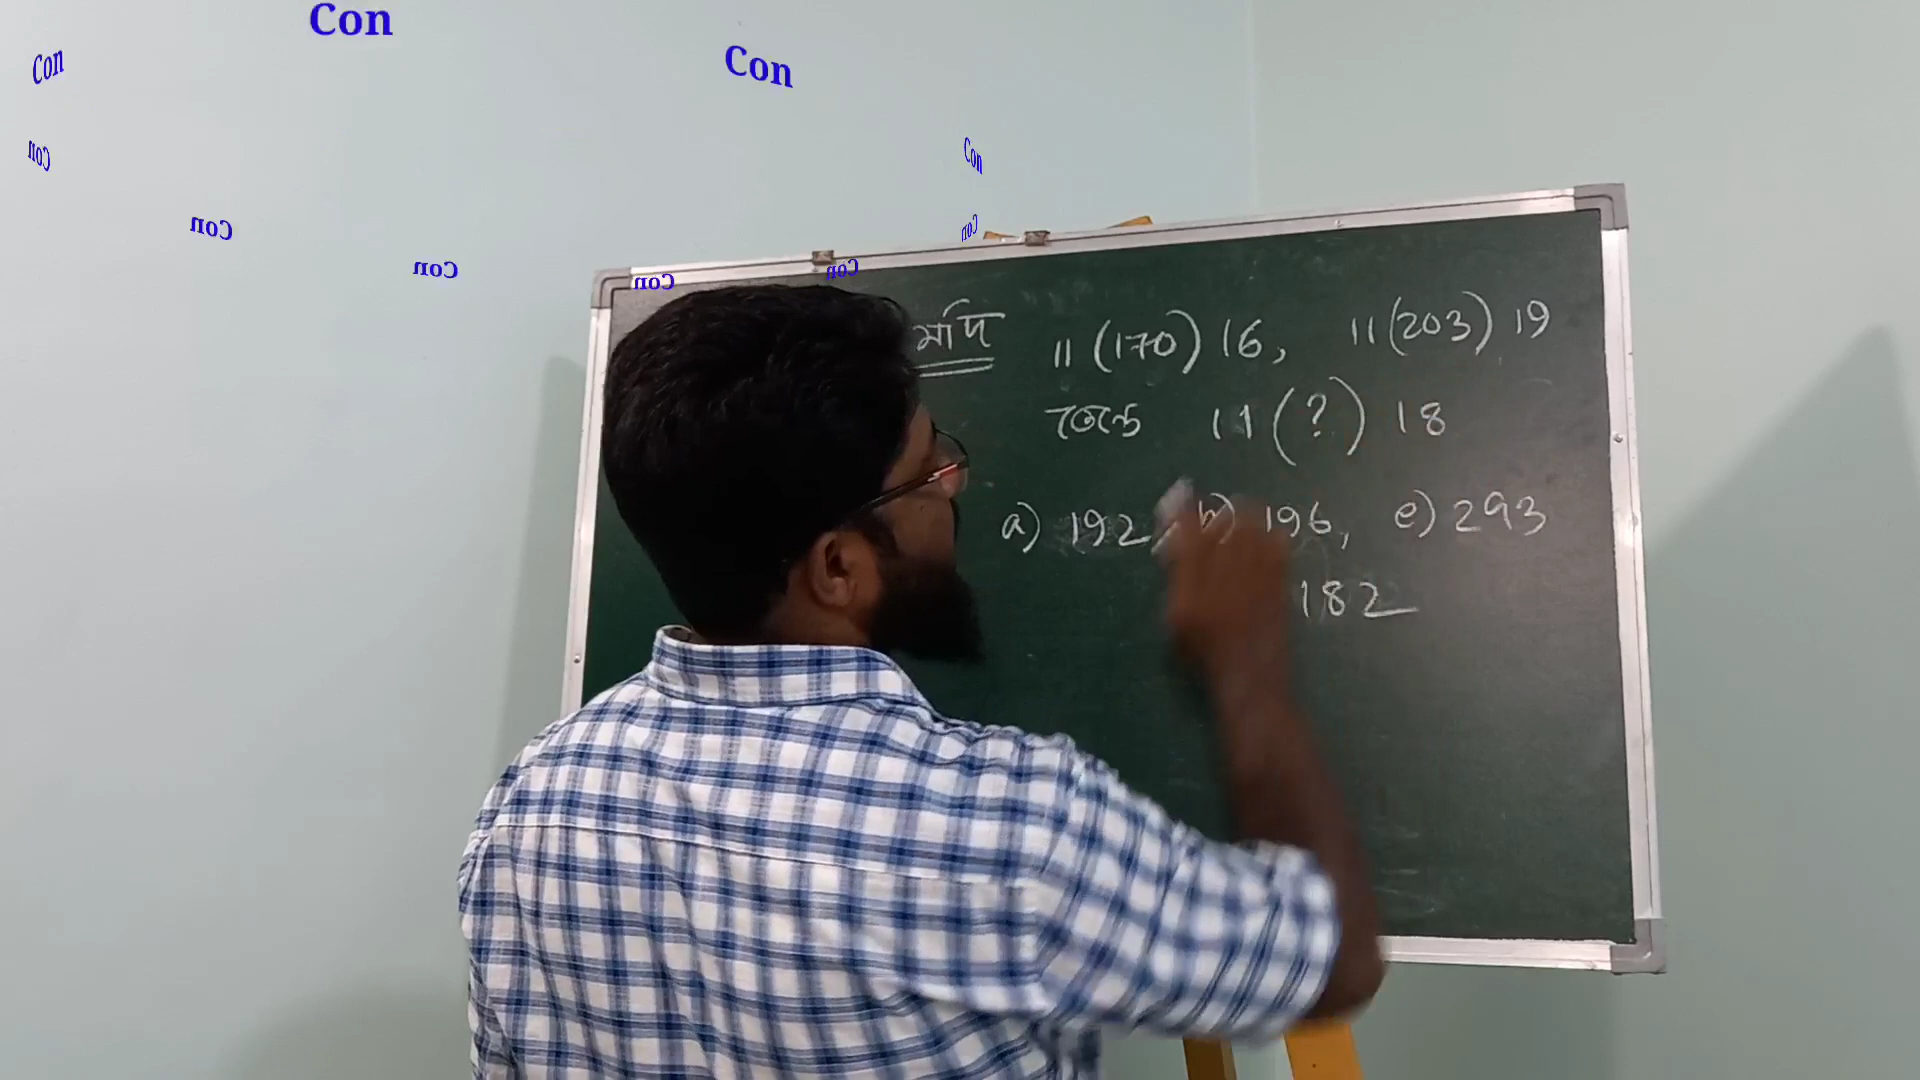 Con
Con
Con
Con
Con
Con
Con
Con
Con
Con
Con
যদি 11 (170) 16, 11 (203) 19
তবে 11 (?) 18
a) 192, b) 196, c) 293
182